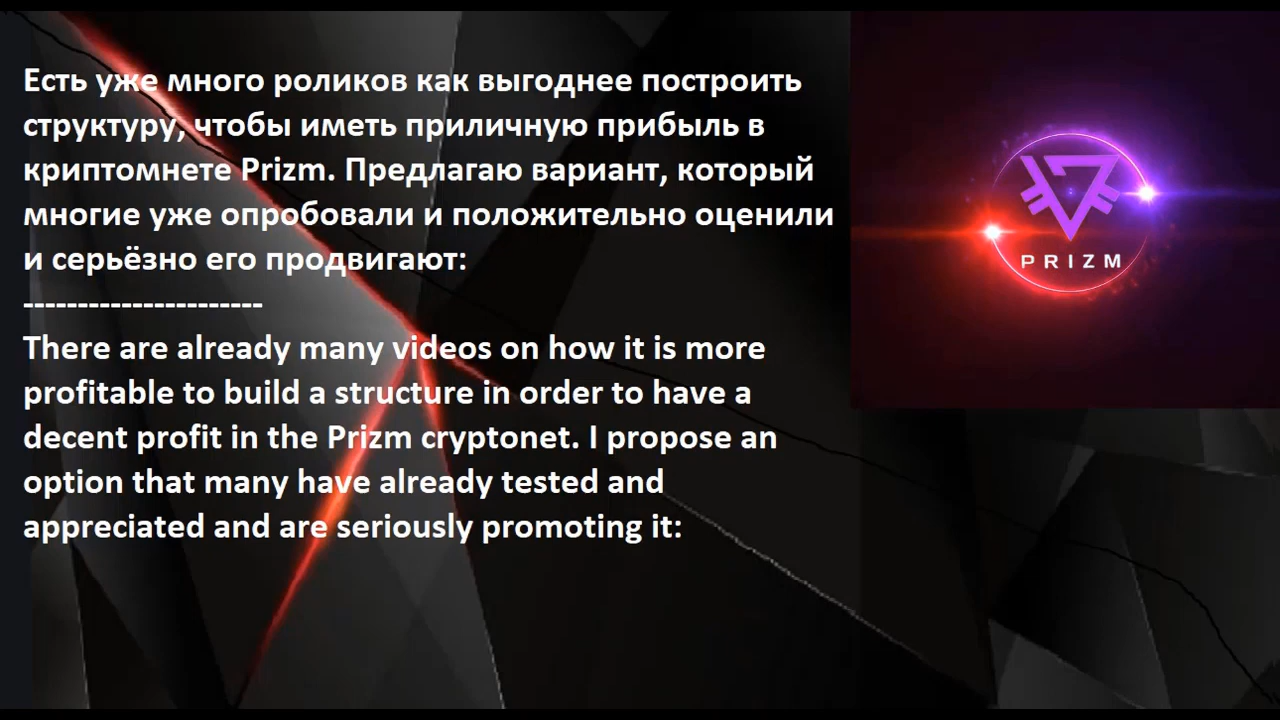 Есть уже много роликов как выгоднее построить
структуру, чтобы иметь приличную прибыль в
криптомнете Prizm. Предлагаю вариант, который
многие уже опробовали и положительно оценили
и серьёзно его продвигают:
----------------------
There are already many videos on how it is more
profitable to build a structure in order to have a
decent profit in the Prizm cryptonet. I propose an
option that many have already tested and
appreciated and are seriously promoting it:
PRIZM